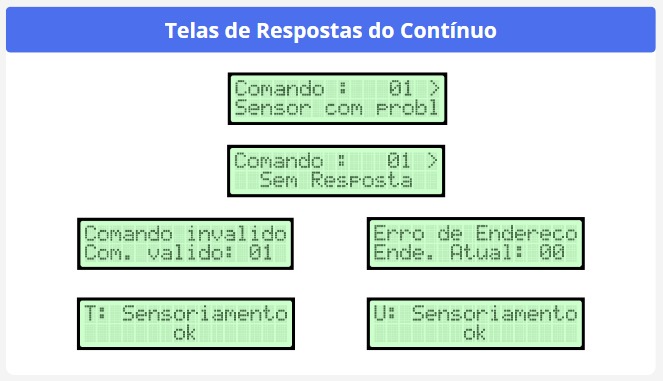 Telas de Respostas do Contínuo
Comando : 01 >
Sensor com probl
Comando : 01 >
Sem Resposta
Comando invalido
Com. valido: 01
Erro de Endereco
Ende. Atual: 00
T: Sensoriamento
ok
U: Sensoriamento
ok